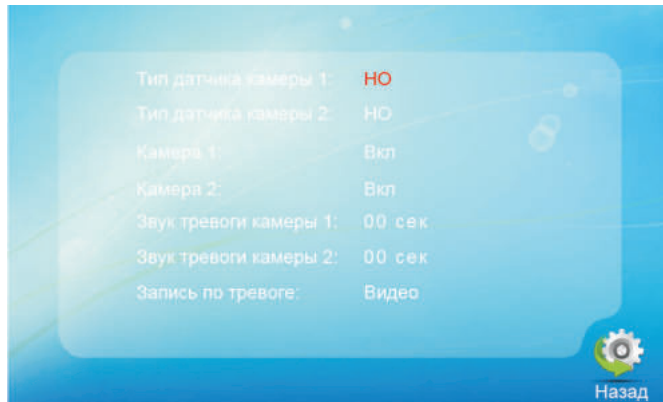 Тип датчика камеры 1: НО
Тип датчика камеры 2: НО
Камера 1: Вкл
Камера 2: Вкл
Звук тревоги камеры 1: 00 сек
Звук тревоги камеры 2: 00 сек
Запись по тревоге: Видео
Назад